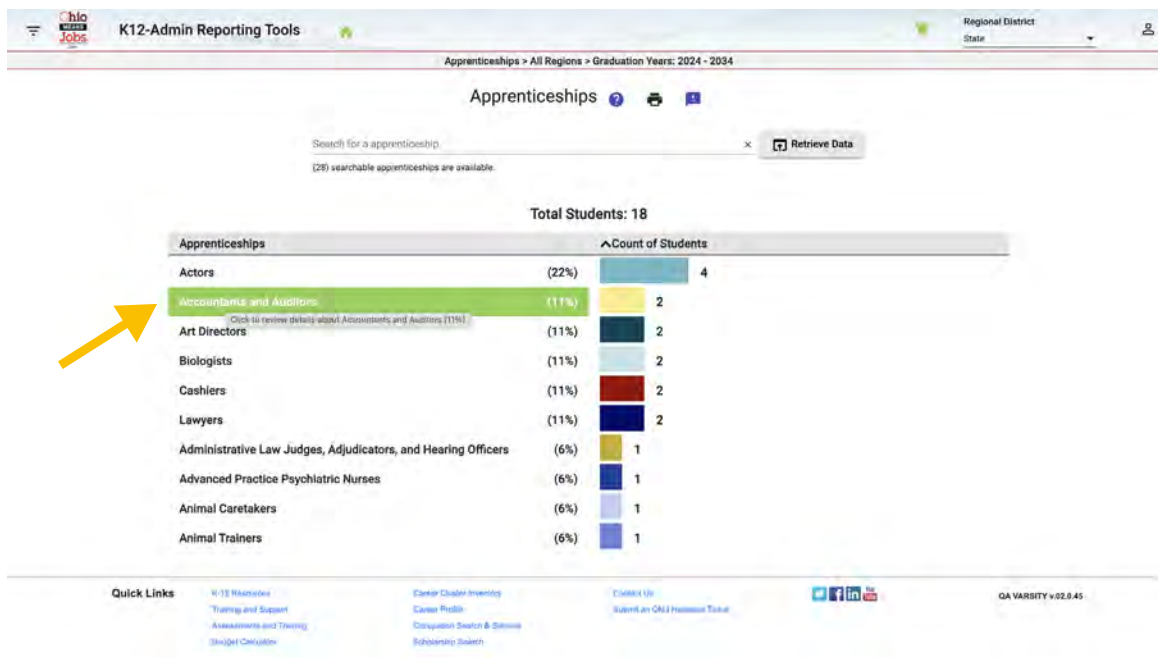 Ohio
MEANS
Jobs
K12-Admin Reporting Tools
Regional District
State
Apprenticeships > All Regions > Graduation Years: 2024 - 2034
Apprenticeships ?
Search for a apprenticeship
× Retrieve Data
(28) searchable apprenticeships are available.
Total Students: 18
Apprenticeships Count of Students
Actors (22%) 4
Accountants and Auditors (11%) 2
Click to review details about Accountants and Auditors (11%)
Art Directors (11%) 2
Biologists (11%) 2
Cashiers (11%) 2
Lawyers (11%) 2
Administrative Law Judges, Adjudicators, and Hearing Officers (6%) 1
Advanced Practice Psychiatric Nurses (6%) 1
Animal Caretakers (6%) 1
Animal Trainers (6%) 1
Quick Links K-12 Resources Career Cluster Inventory Contact Us QA VARSITY v.02.0.45
Training and Support Career Profile Submit an OMJ Helpdesk Ticket
Assessments and Training Occupation Search &
Budget Calculator Scholarship Search